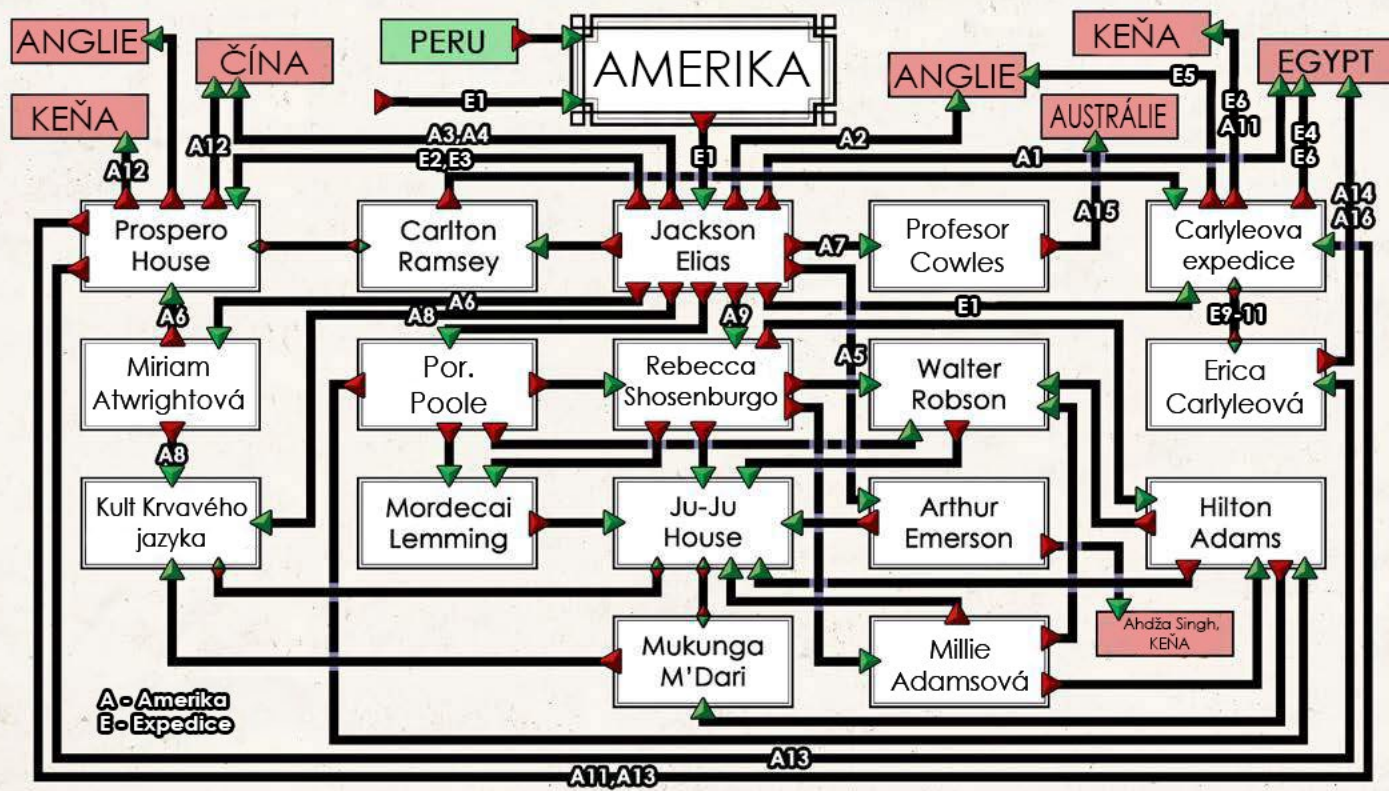 ANGLIE
ČÍNA
KEŇA
PERU
AMERIKA
ANGLIE
KEŇA
EGYPT
AUSTRÁLIE
E1
A3,A4
E2,E3
E1
A2
A1
E5
E6
A11
E4
E6
A12
A12
A14
A16
A15
Prospero
House
Carlton
Ramsey
Jackson
Elias
A7
Profesor
Cowles
Carlyleova
expedice
A6
A6
A8
A9
E1
E9-11
A5
Miriam
Atwrightová
Por.
Poole
Rebecca
Shosenburgo
Walter
Robson
Erica
Carlyleová
A8
Kult Krvavého
jazyka
Mordecai
Lemming
Ju-Ju
House
Arthur
Emerson
Hilton
Adams
Mukunga
M'Dari
Millie
Adamsová
Ahdža Singh,
KEŇA
A - Amerika
E - Expedice
A13
A11,A13